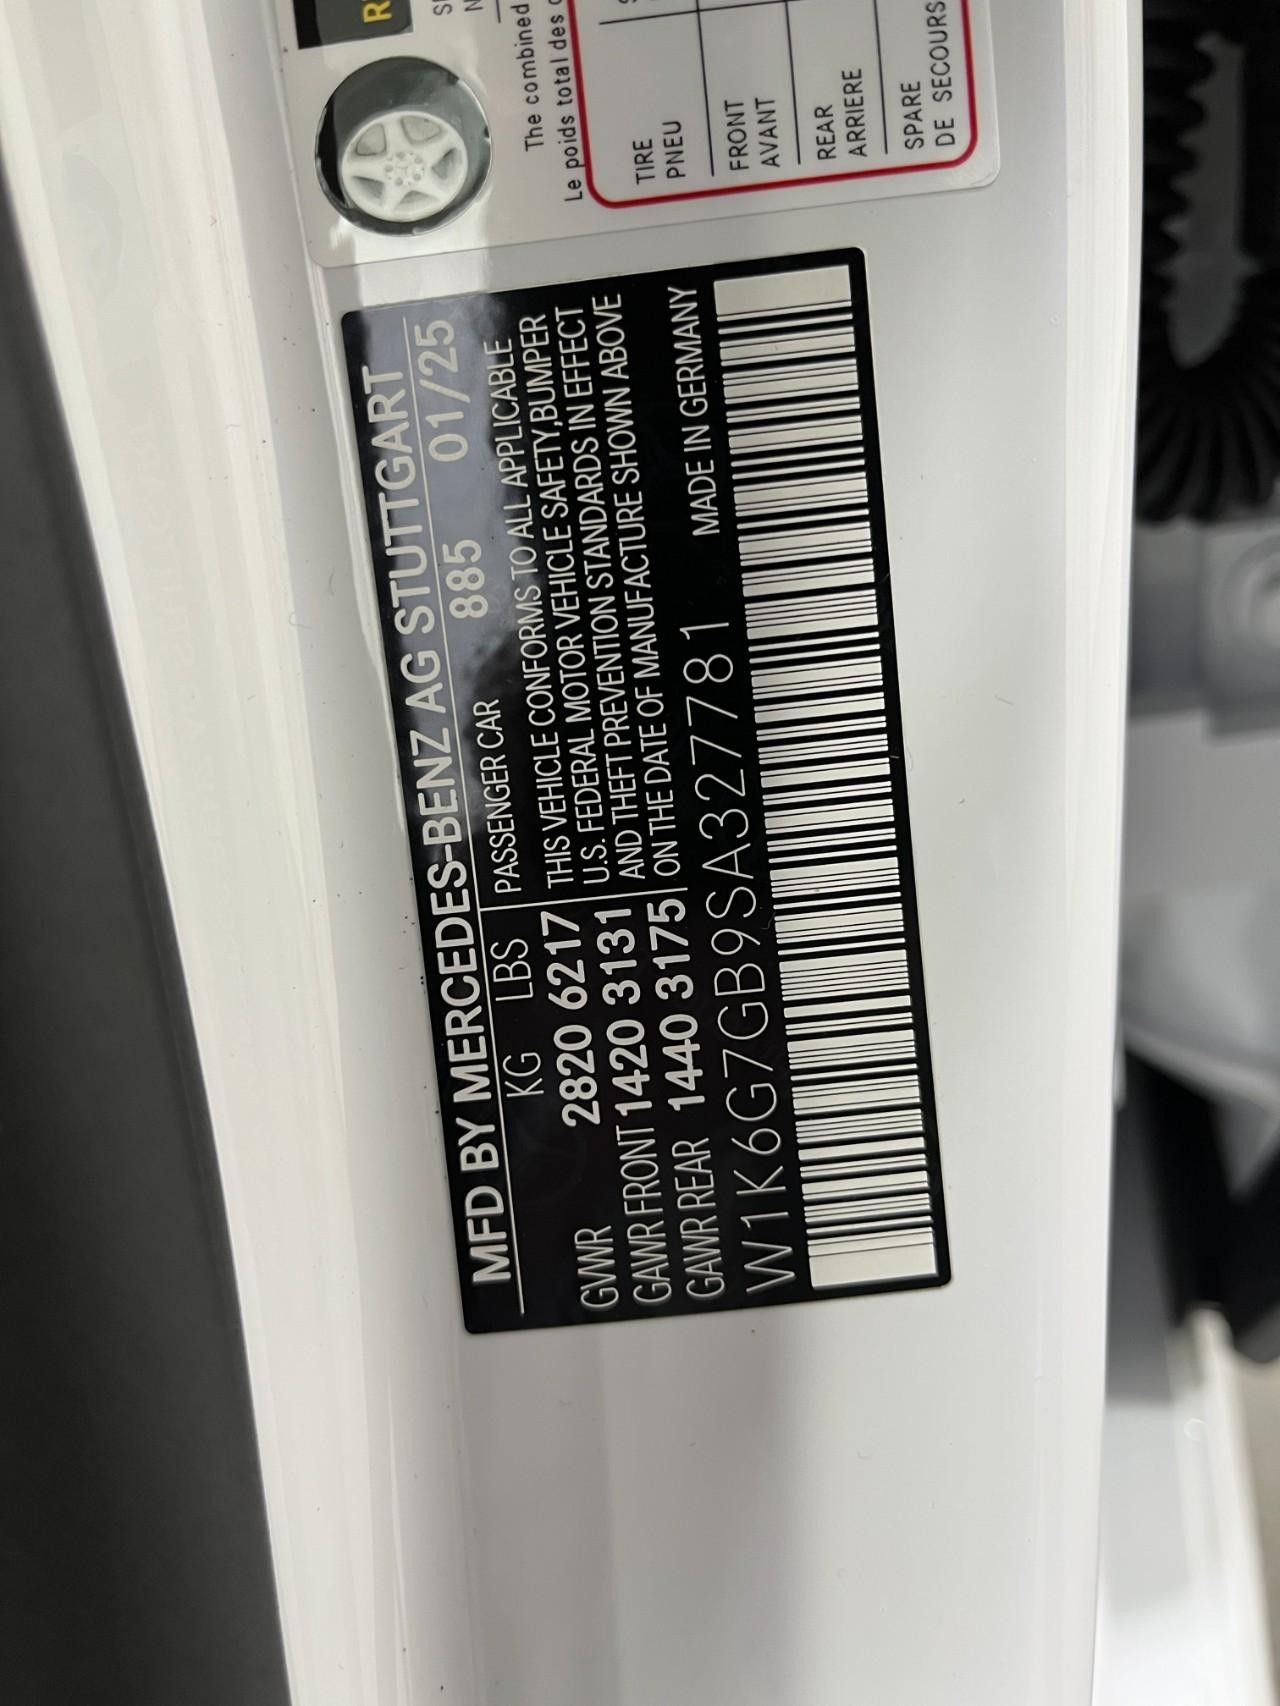 MFD BY MERCEDES-BENZ AG STUTTGART
885 01/25
KG LBS
PASSENGER CAR
GVWR 2820 6217
GAWR FRONT 1420 3131
GAWR REAR 1440 3175
THIS VEHICLE CONFORMS TO ALL APPLICABLE
U.S. FEDERAL MOTOR VEHICLE SAFETY,BUMPER
AND THEFT PREVENTION STANDARDS IN EFFECT
ON THE DATE OF MANUFACTURE SHOWN ABOVE
W1K6G7GB9SA327781 MADE IN GERMANY
The combined
Le poids total des
TIRE
PNEU
FRONT
AVANT
REAR
ARRIERE
SPARE
DE SECOURS